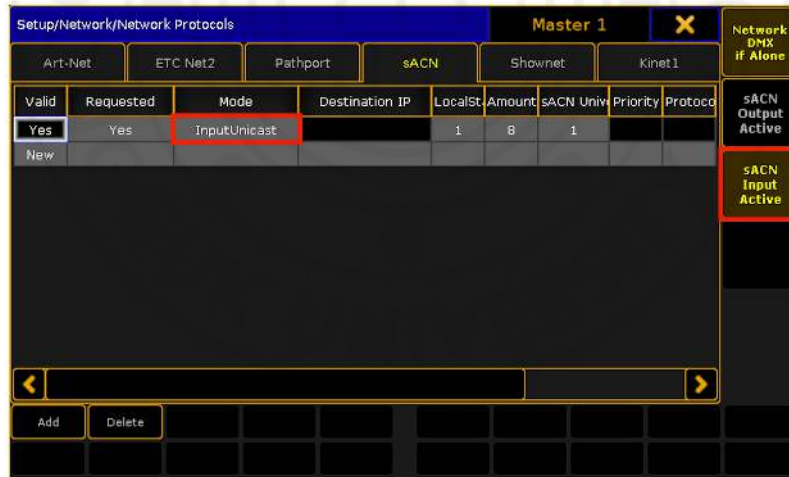 Setup/Network/Network Protocols
Master 1
Network
DMX
if Alone
Art-Net ETC Net2 Pathport sACN Shownet Kinet1
Valid Requested Mode Destination IP LocalSt Amount sACN Univ Priority Protoco
Yes Yes InputUnicast 1 8 1
New
sACN
Output
Active
sACN
Input
Active
Add Delete